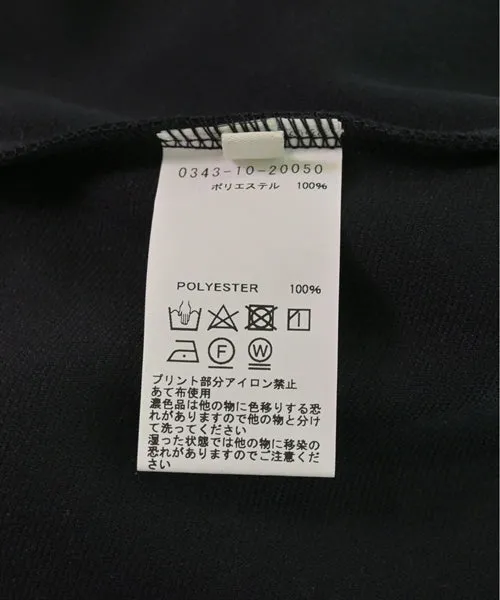 0343-10-20050
ポリエステル 100%
POLYESTER 100%
F
W
プリント部分アイロン禁止
あて布使用
濃色品は他の物に色移りする恐
れがありますので他の物と分け
て洗ってください
湿った状態では他の物に移染の
恐れがありますのでご注意くださ
い